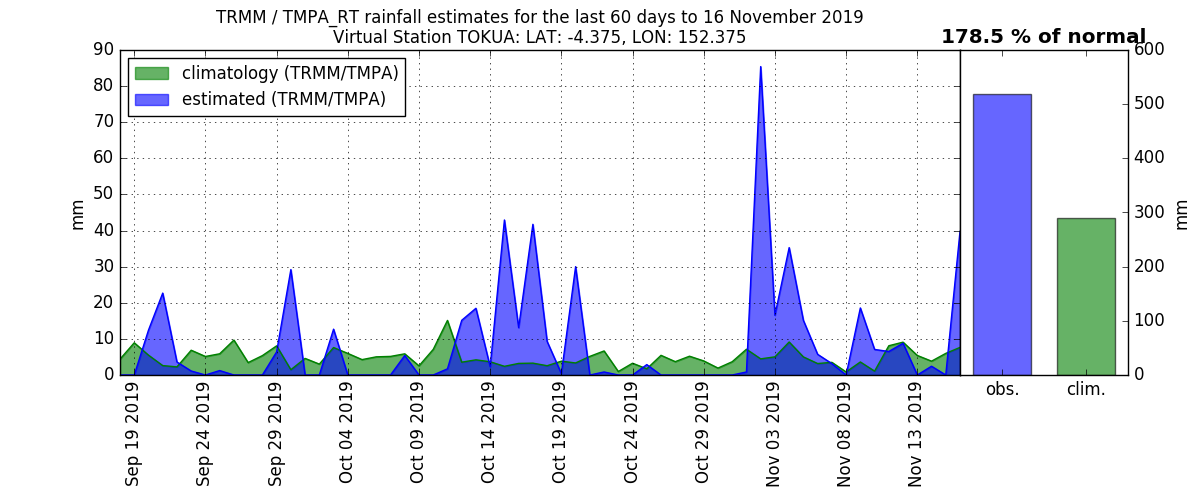 TRMM / TMPA_RT rainfall estimates for the last 60 days to 16 November 2019
Virtual Station TOKUA: LAT: -4.375, LON: 152.375
178.5 % of normal
climatology (TRMM/TMPA)
estimated (TRMM/TMPA)
90
80
70
60
50
40
30
20
10
0
mm
Sep 19 2019
Sep 24 2019
Sep 29 2019
Oct 04 2019
Oct 09 2019
Oct 14 2019
Oct 19 2019
Oct 24 2019
Oct 29 2019
Nov 03 2019
Nov 08 2019
Nov 13 2019
obs.
clim.
600
500
400
300
200
100
0
mm